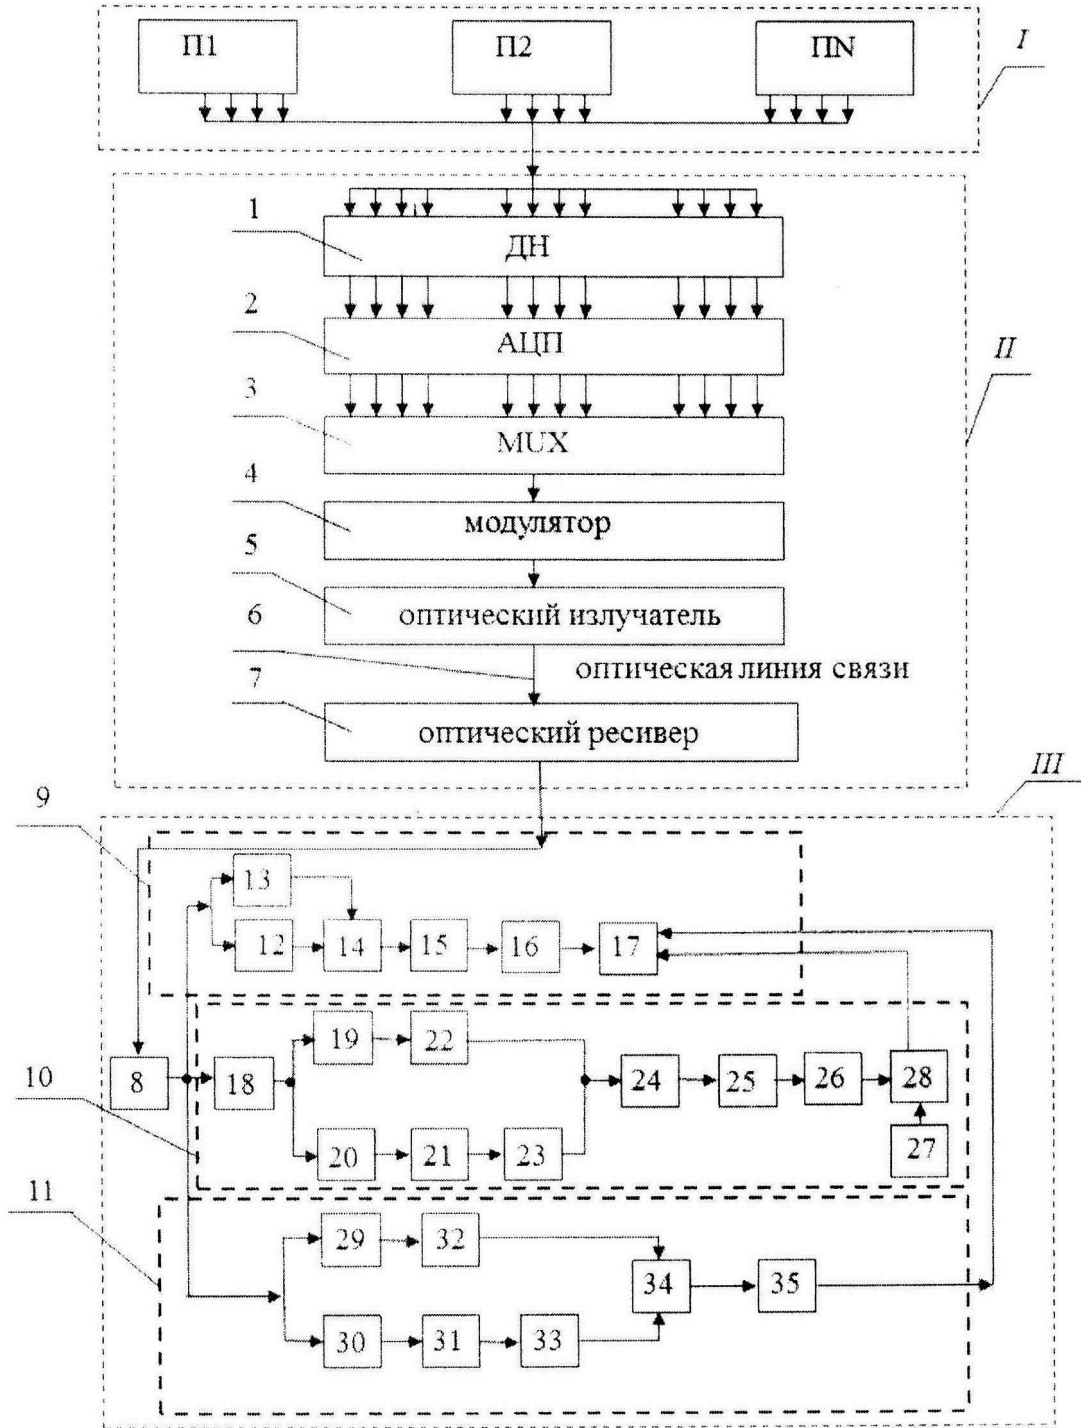 П1 П2 ПN I
1 ДН
2 АЦП
3 MUX
II
4 модулятор
5 оптический излучатель
6 оптическая линия связи
7 оптический ресивер
III
9
13
12 14 15 16 17
19 22
10 8 18 24 25 26 28
20 21 23 27
11
29 32
34 35
30 31 33